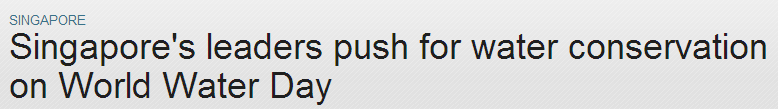 SINGAPORE
Singapore's leaders push for water conservation
on World Water Day